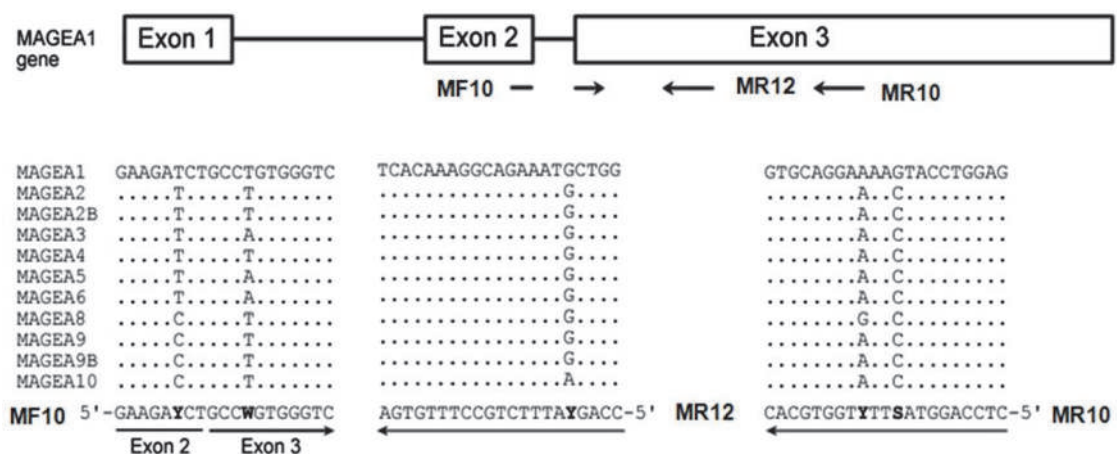 MAGEA1 gene Exon 1 Exon 2 Exon 3
MF10 MR12 MR10
MAGEA1 GAAGATCTGCCTGTGGGTC TCACAAAGGCAGAAATGCTGG GTGCAGGAAAAGTACCTGGAG
MAGEA2 .....T.....T....... ................G.... ........A..C.........
MAGEA2B .....T.....T....... ................G.... ........A..C.........
MAGEA3 .....T.....A....... ................G.... ........A..C.........
MAGEA4 .....T.....T....... ................G.... ........A..C.........
MAGEA5 .....T.....A....... ................G.... ........A..C.........
MAGEA6 .....T.....A....... ................G.... ........A..C.........
MAGEA8 .....C.....T....... ................G.... ........G..C.........
MAGEA9 .....C.....T....... ................G.... ........A..C.........
MAGEA9B .....C.....T....... ................G.... ........A..C.........
MAGEA10 .....C.....T....... ................A.... ........A..C.........
MF10 5'-GAAGAYCTGCCWGTGGGTC AGTGTTTCCGTCTTTAYGACC-5' MR12 CACGTGGTYTTSATGGACCTC-5' MR10
Exon 2 Exon 3